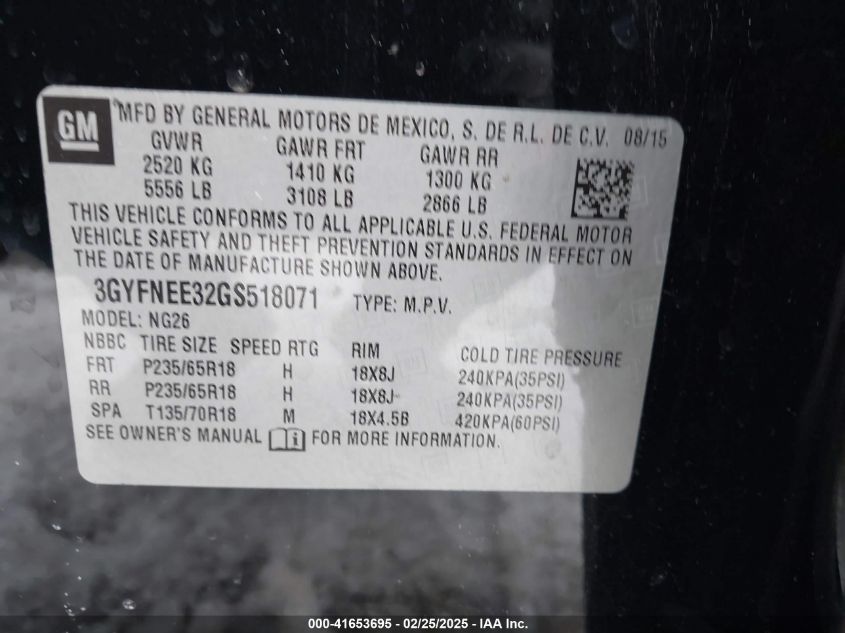 GM
MFD BY GENERAL MOTORS DE MEXICO, S. DE R.L. DE C.V. 08/15
GVWR GAWR FRT GAWR RR
2520 KG 1410 KG 1300 KG
5556 LB 3108 LB 2866 LB
THIS VEHICLE CONFORMS TO ALL APPLICABLE U.S. FEDERAL MOTOR
VEHICLE SAFETY AND THEFT PREVENTION STANDARDS IN EFFECT ON
THE DATE OF MANUFACTURE SHOWN ABOVE.
3GYFNEE32GS518071 TYPE: M.P.V.
MODEL: NG26
NBBC TIRE SIZE SPEED RTG RIM COLD TIRE PRESSURE
FRT P235/65R18 H 18X8J 240KPA(35PSI)
RR P235/65R18 H 18X8J 240KPA(35PSI)
SPA T135/70R18 M 18X4.5B 420KPA(60PSI)
SEE OWNER'S MANUAL i FOR MORE INFORMATION.
000-41653695 - 02/25/2025 - IAA Inc.